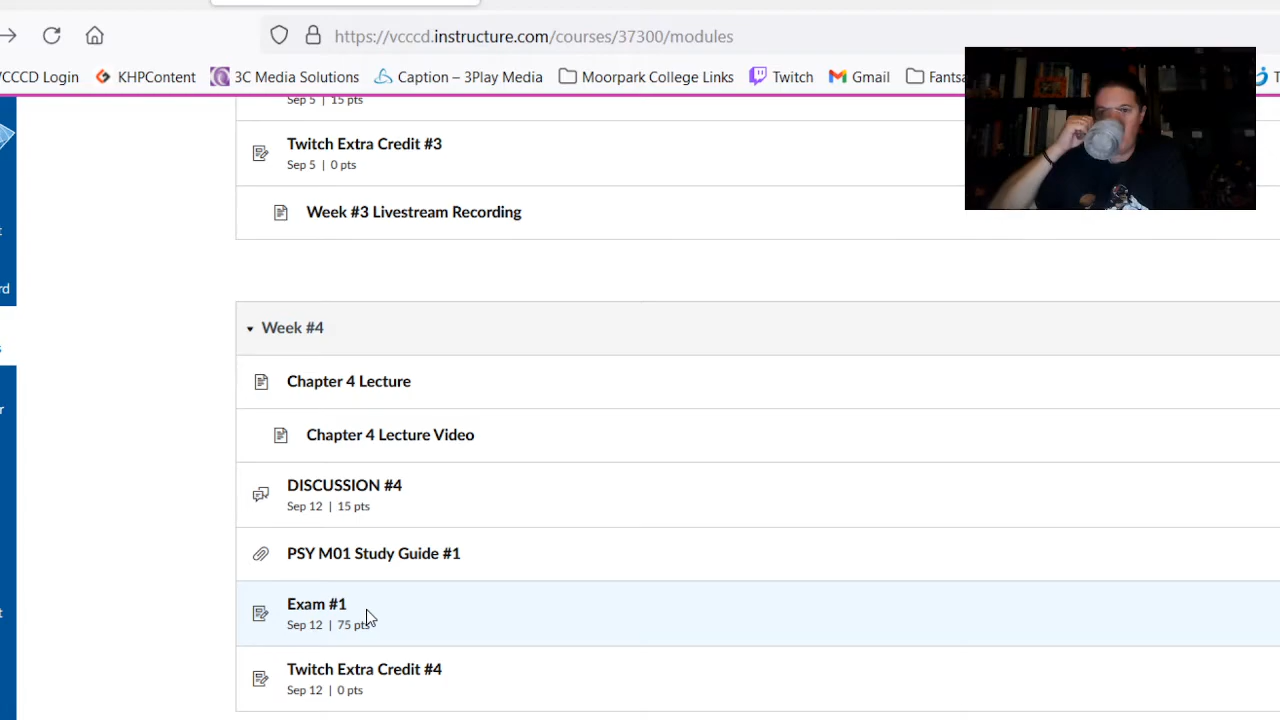 https://vcccd.instructure.com/courses/37300/modules
VCCCD Login KHPContent 3C Media Solutions Caption – 3Play Media Moorpark College Links Twitch Gmail
Sep 5 | 15 pts
Twitch Extra Credit #3
Sep 5 | 0 pts
Week #3 Livestream Recording
Week #4
Chapter 4 Lecture
Chapter 4 Lecture Video
DISCUSSION #4
Sep 12 | 15 pts
PSY M01 Study Guide #1
Exam #1
Sep 12 | 75 pts
Twitch Extra Credit #4
Sep 12 | 0 pts